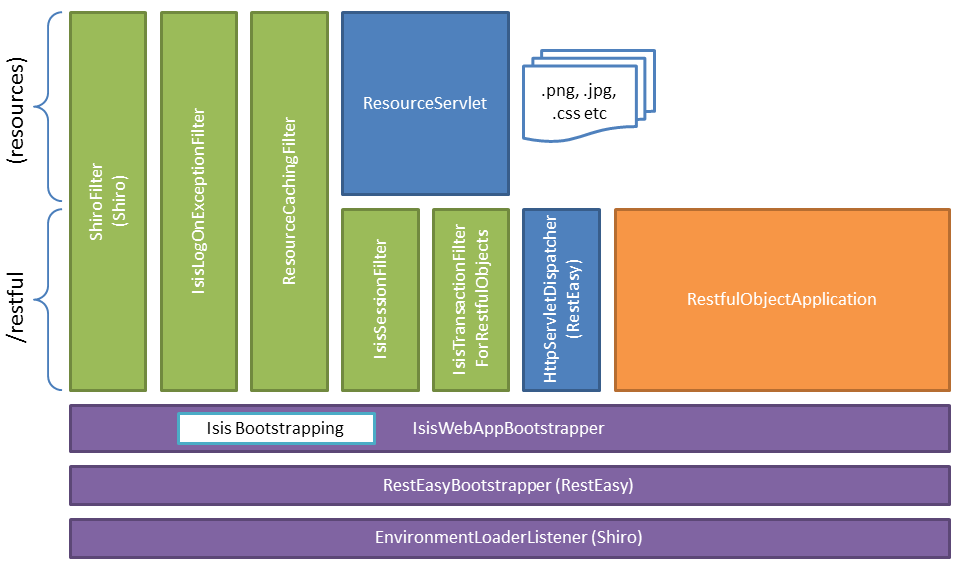 (resources)
/restful
ShiroFilter
(Shiro)
IsisLogOnExceptionFilter
ResourceCachingFilter
ResourceServlet
.png, .jpg,
.css etc
IsisSessionFilter
IsisTransactionFilter
ForRestfulObjects
HttpServletDispatcher
(RestEasy)
RestfulObjectApplication
Isis Bootstrapping
IsisWebAppBootstrapper
RestEasyBootstrapper (RestEasy)
EnvironmentLoaderListener (Shiro)